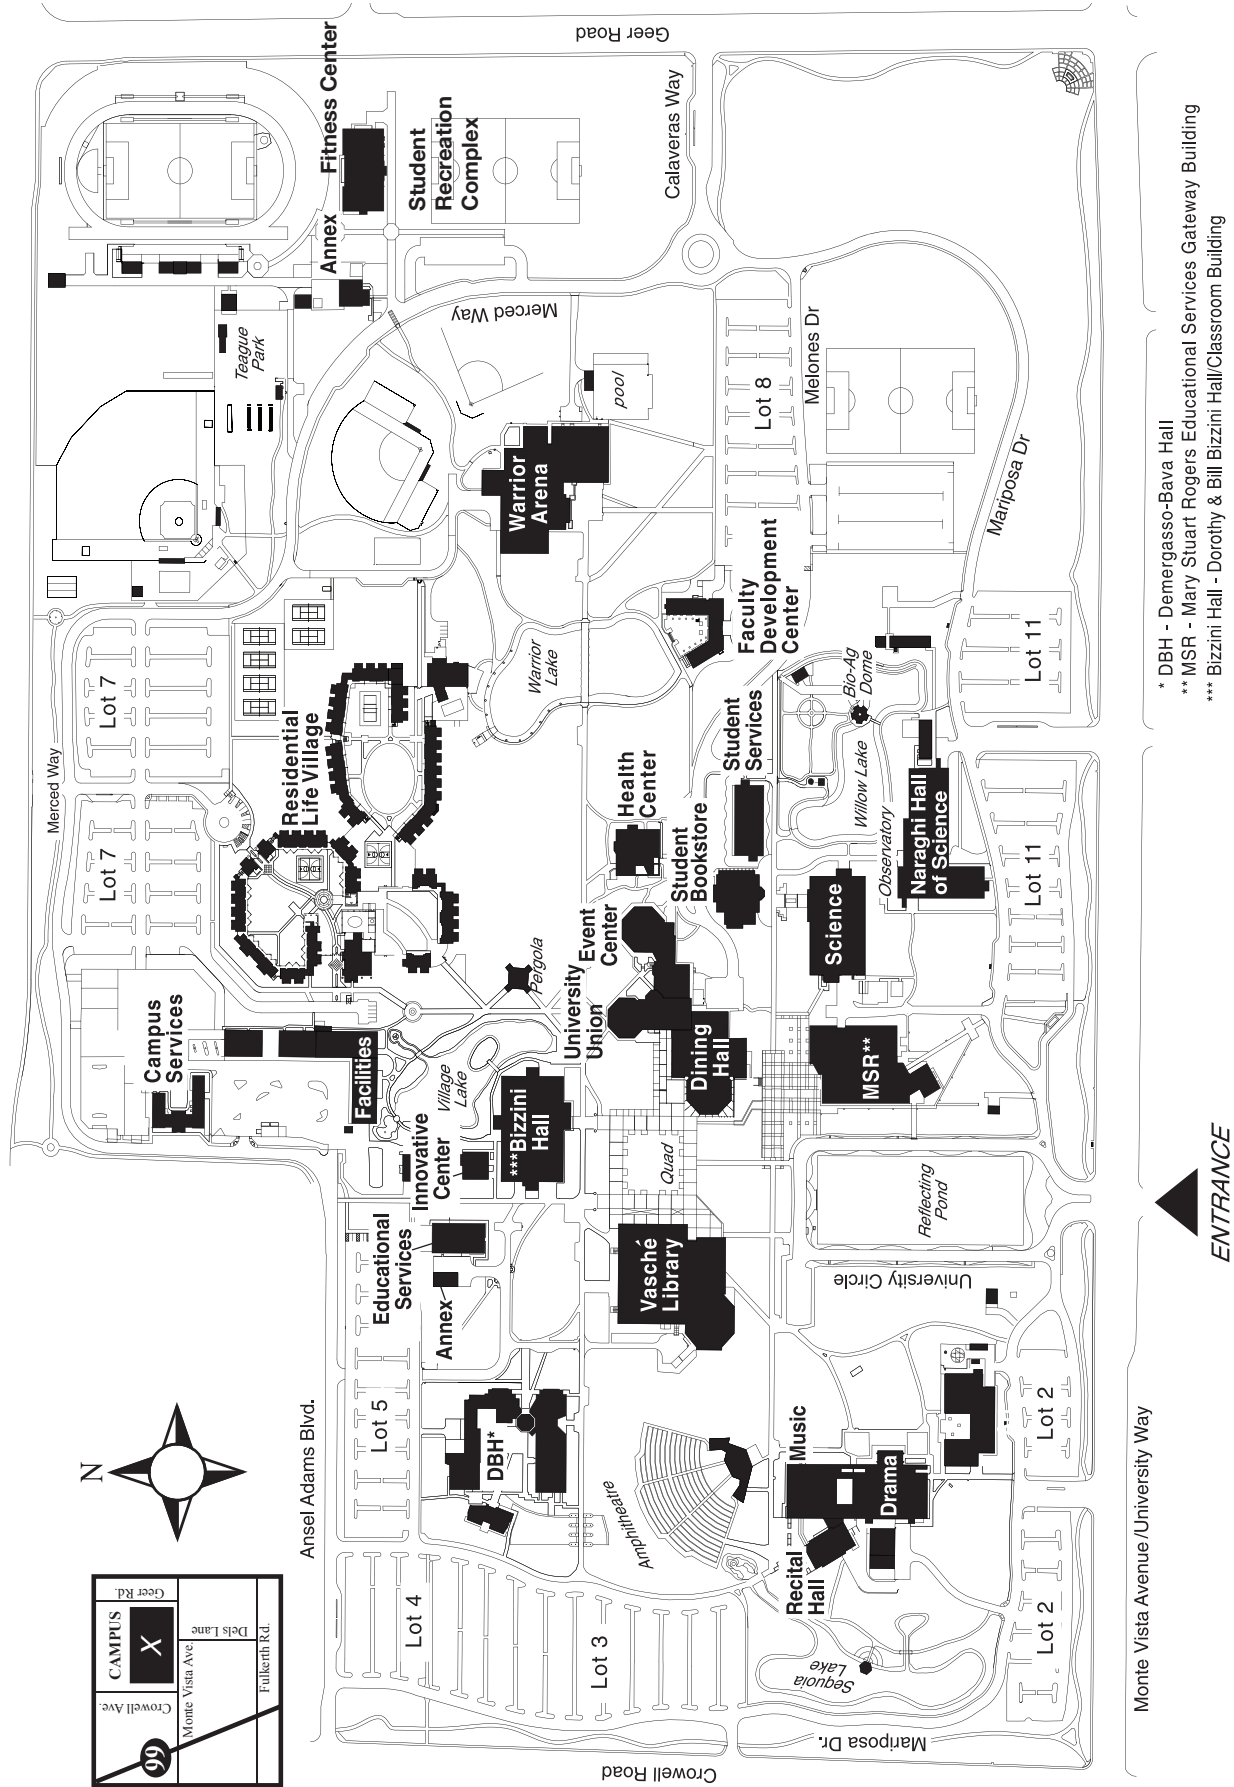 Geer Road
Fitness Center
Annex
Student
Recreation
Complex
Calaveras Way
Merced Way
Teague
Park
pool
Lot 8
Melones Dr
Mariposa Dr
Warrior
Arena
Faculty
Development
Center
Lot 11
Bio-Ag
Dome
Warrior
Lake
Lot 7
Residential
Life Village
Merced Way
Lot 7
Health
Center
Student
Services
Student
Bookstore
Willow Lake
Observatory
Naraghi Hall
of Science
Lot 11
Science
Event
Center
University
Union
Pergola
Campus
Services
Facilities
Village
Lake
Dining
Hall
MSR**
***Bizzini
Hall
Innovative
Center
Quad
Reflecting
Pond
Educational
Services
Annex
Vasché
Library
University Circle
Lot 2
Lot 5
DBH*
Ansel Adams Blvd.
Amphitheatre
Music
Drama
Recital
Hall
Lot 4
Lot 3
Lot 2
Sequoia
Lake
Mariposa Dr.
Crowell Road
Monte Vista Avenue/University Way
ENTRANCE
* DBH - Demergasso-Bava Hall
** MSR - Mary Stuart Rogers Educational Services Gateway Building
*** Bizzini Hall - Dorothy & Bill Bizzini Hall/Classroom Building
N
Geer Rd.
CAMPUS
X
Crowell Ave.
Dels Lane
Monte Vista Ave.
Fulkerth Rd.
99